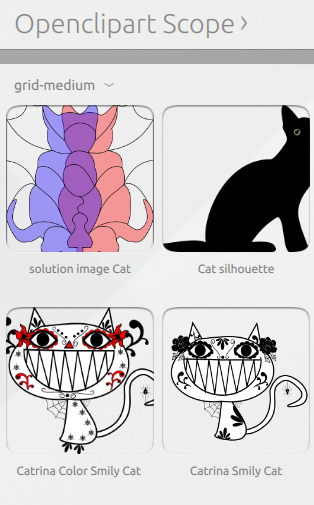 Openclipart Scope
grid-medium
solution image Cat
Cat silhouette
Catrina Color Smily Cat
Catrina Smily Cat